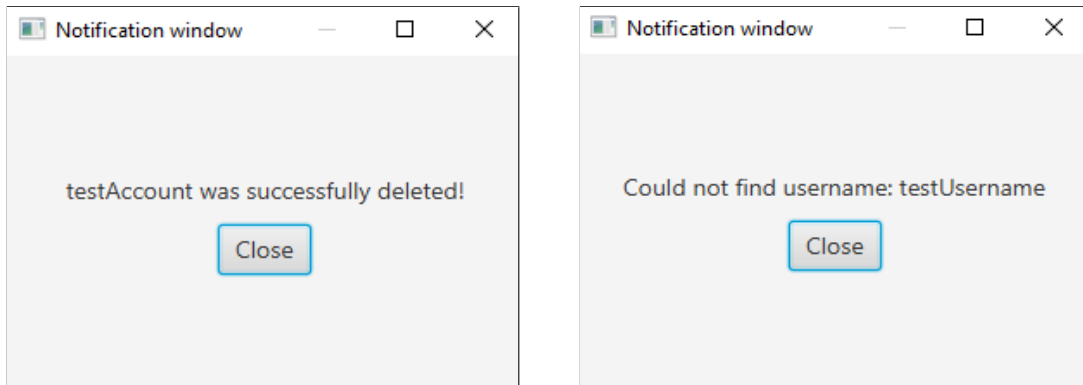 Notification window
testAccount was successfully deleted!
Close
Notification window
Could not find username: testUsername
Close